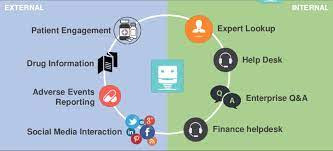 EXTERNAL
INTERNAL
Patient Engagement
Expert Lookup
Drug Information
Help Desk
Adverse Events
Reporting
Q
A
Enterprise Q&A
Social Media Interaction
Finance helpdesk